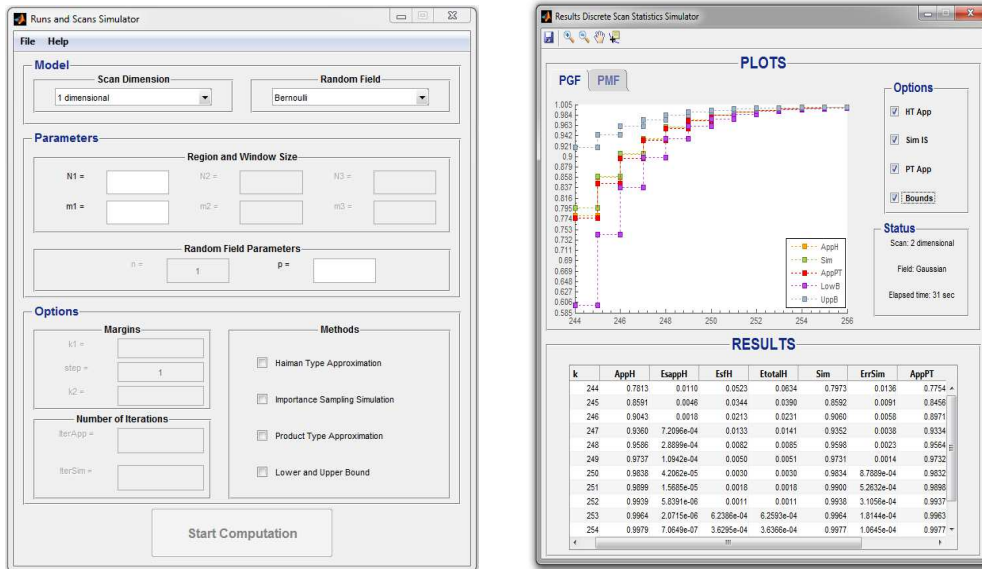 Runs and Scans Simulator
File Help
Model
Scan Dimension
Random Field
1 dimensional
Bernoulli
Parameters
Region and Window Size
N1 =
N2 =
N3 =
m1 =
m2 =
m3 =
Random Field Parameters
n =
1
p =
Options
Margins
k1 =
step =
1
k2 =
Number of Iterations
IterApp =
IterSim =
Methods
Haiman Type Approximation
Importance Sampling Simulation
Product Type Approximation
Lower and Upper Bound
Start Computation
Results Discrete Scan Statistics Simulator
PLOTS
PGF PMF
1.005
0.984
0.963
0.942
0.921
0.9
0.879
0.858
0.837
0.816
0.795
0.774
0.753
0.732
0.711
0.69
0.669
0.648
0.627
0.606
0.585
244 246 248 250 252 254 256
AppH
Sim
AppPT
LowB
UppB
Options
HT App
Sim IS
PT App
Bounds
Status
Scan: 2 dimensional
Field: Gaussian
Elapsed time: 31 sec
RESULTS
k AppH EsappH EsfH EtotalH Sim ErrSim AppPT
244 0.7813 0.0110 0.0523 0.0634 0.7973 0.0136 0.7754
245 0.8591 0.0046 0.0344 0.0390 0.8592 0.0091 0.8456
246 0.9043 0.0018 0.0213 0.0231 0.9060 0.0058 0.8971
247 0.9360 7.2096e-04 0.0133 0.0141 0.9352 0.0038 0.9334
248 0.9586 2.8899e-04 0.0082 0.0085 0.9598 0.0023 0.9564
249 0.9737 1.0942e-04 0.0050 0.0051 0.9731 0.0014 0.9732
250 0.9838 4.2062e-05 0.0030 0.0030 0.9834 8.7889e-04 0.9832
251 0.9899 1.5685e-05 0.0018 0.0018 0.9900 5.2632e-04 0.9898
252 0.9939 5.8391e-06 0.0011 0.0011 0.9938 3.1056e-04 0.9937
253 0.9964 2.0715e-06 6.2386e-04 6.2593e-04 0.9964 1.8144e-04 0.9963
254 0.9979 7.0649e-07 3.6295e-04 3.6366e-04 0.9977 1.0645e-04 0.9977